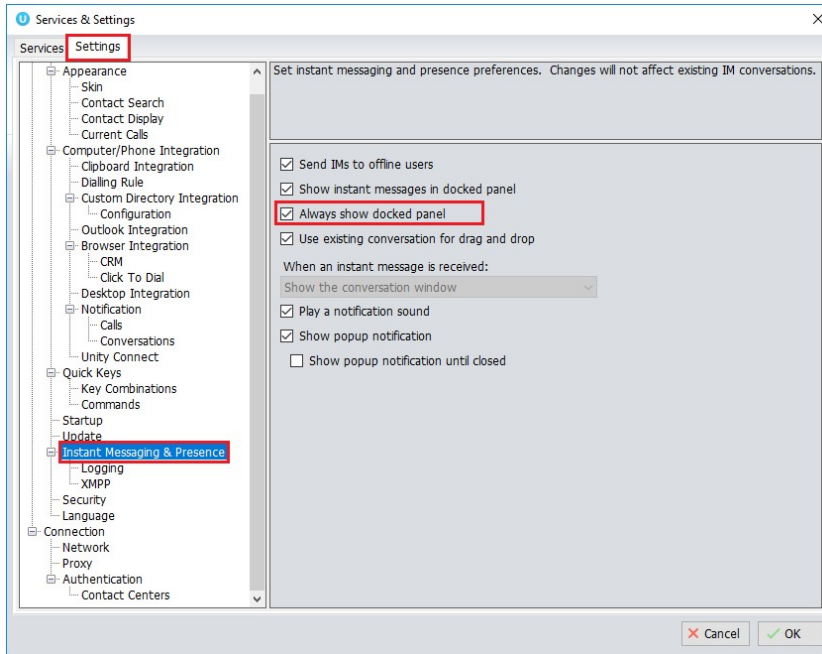 Services & Settings
Services
Settings
Appearance
Skin
Contact Search
Contact Display
Current Calls
Computer/Phone Integration
Clipboard Integration
Dialling Rule
Custom Directory Integration
Configuration
Outlook Integration
Browser Integration
CRM
Click To Dial
Desktop Integration
Notification
Calls
Conversations
Unity Connect
Quick Keys
Key Combinations
Commands
Startup
Update
Instant Messaging & Presence
Logging
XMPP
Security
Language
Connection
Network
Proxy
Authentication
Contact Centers
Set instant messaging and presence preferences. Changes will not affect existing IM conversations.
Send IMs to offline users
Show instant messages in docked panel
Always show docked panel
Use existing conversation for drag and drop
When an instant message is received:
Show the conversation window
Play a notification sound
Show popup notification
Show popup notification until closed
Cancel
OK